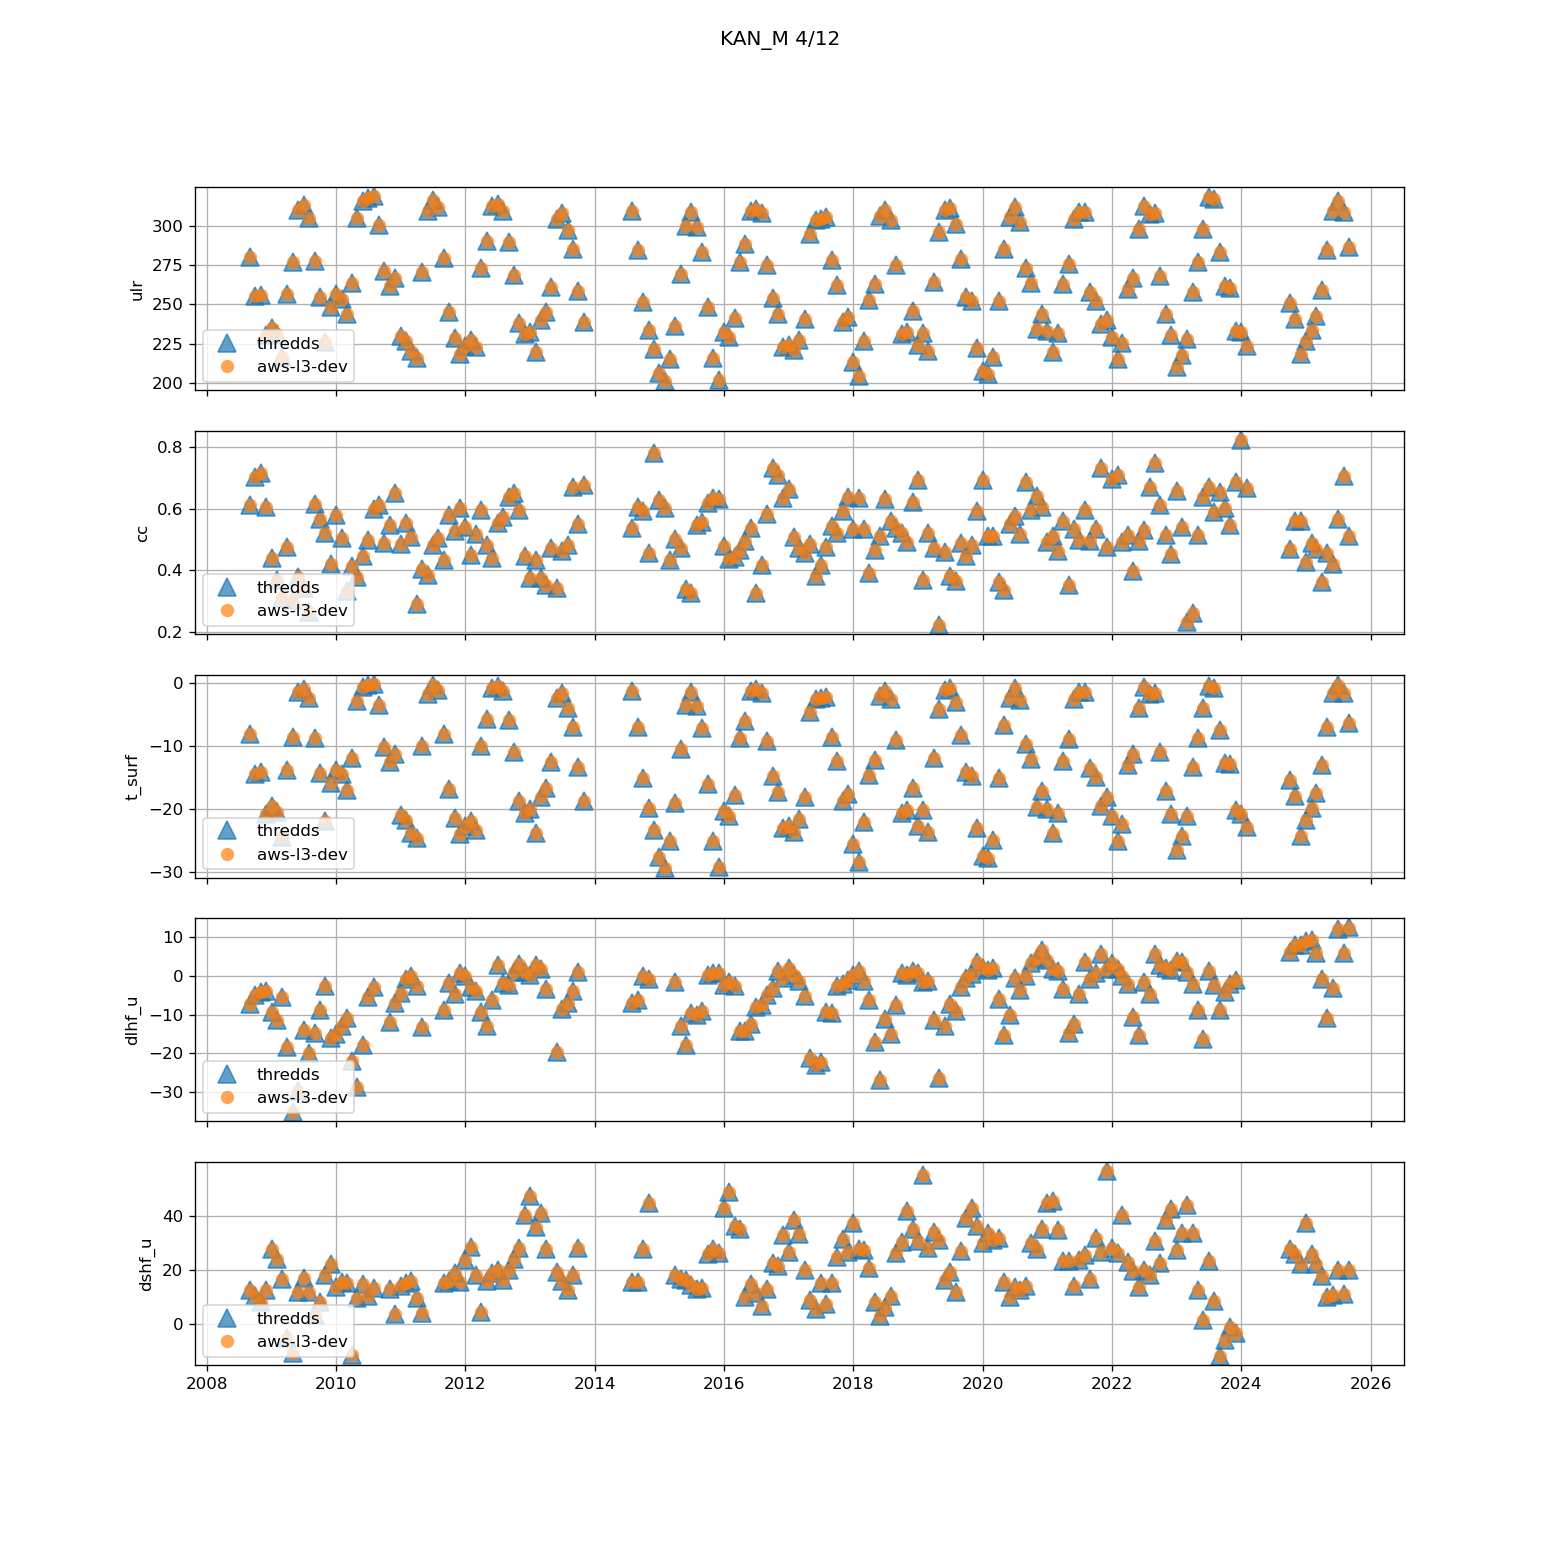 KAN_M 4/12
300
275
250
225
200
ulr
thredds
aws-l3-dev
0.8
0.6
0.4
0.2
cc
thredds
aws-l3-dev
0
−10
−20
−30
t_surf
thredds
aws-l3-dev
10
0
−10
−20
−30
dlhf_u
thredds
aws-l3-dev
40
20
0
dshf_u
thredds
aws-l3-dev
2008 2010 2012 2014 2016 2018 2020 2022 2024 2026